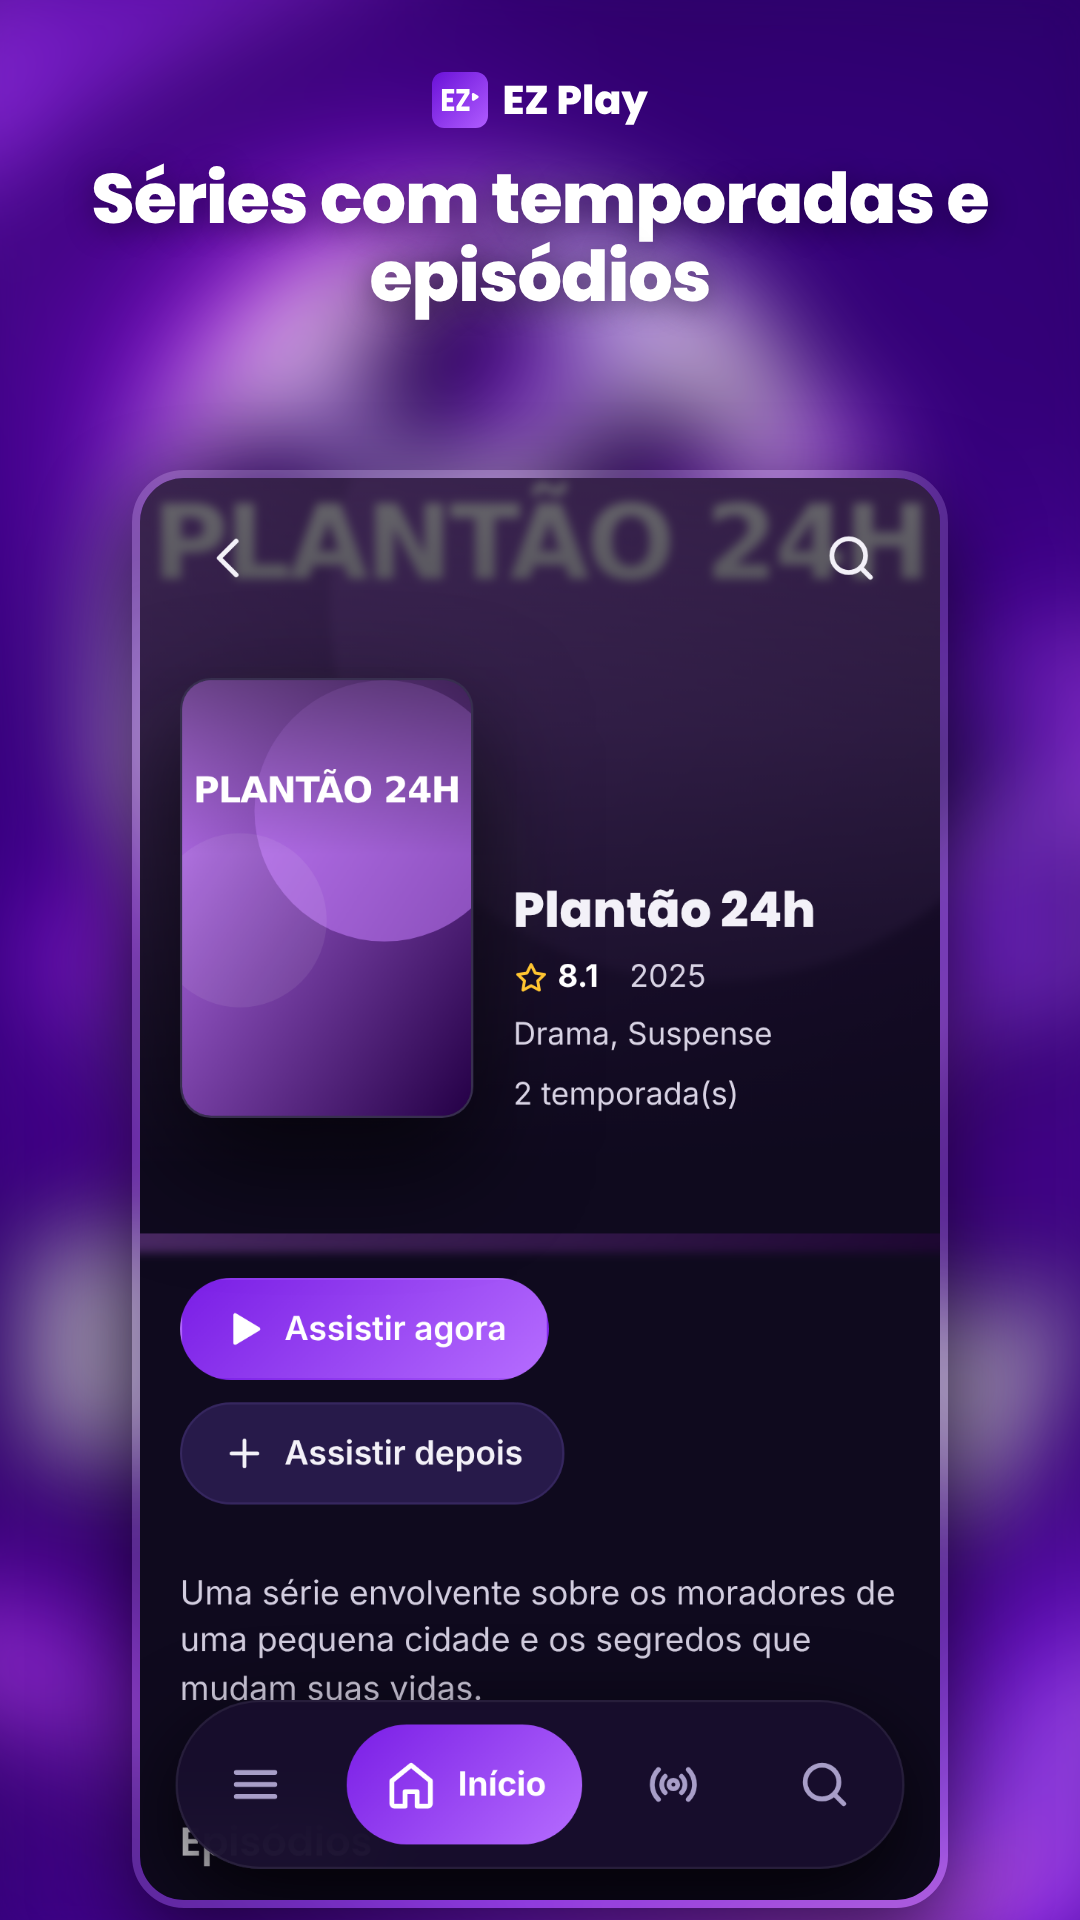 EZ
EZ Play
Séries com temporadas e
episódios
PLANTÃO 24H
PLANTÃO 24H
Plantão 24h
8.1 2025
Drama, Suspense
2 temporada(s)
Assistir agora
Assistir depois
Uma série envolvente sobre os moradores de
uma pequena cidade e os segredos que
mudam suas vidas.
Início
Episódios